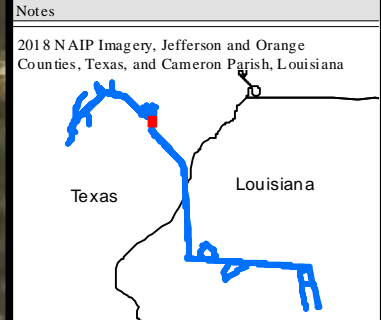 Notes
2018 NAIP Imagery, Jefferson and Orange
Counties, Texas, and Cameron Parish, Louisiana
Texas
Louisiana